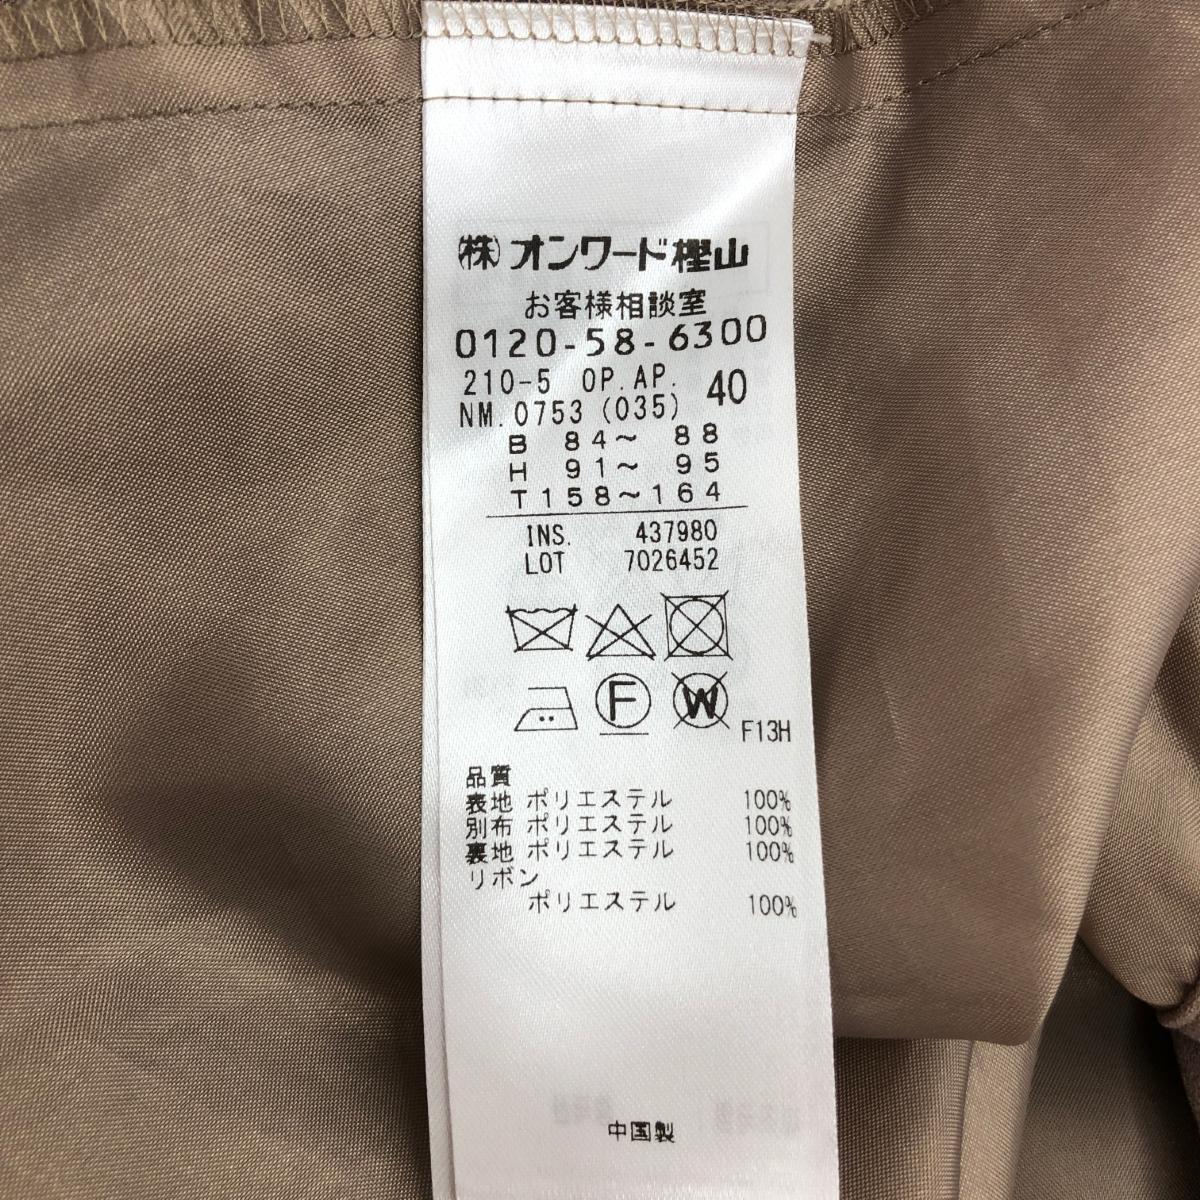 (株)オンワード樫山
お客様相談室
0120-58-6300
210-5 OP.AP. 40
NM.0753 (035)
B 84～ 88
H 91～ 95
T158～164
INS. 437980
LOT 7026452
F W F13H
品質
表地 ポリエステル 100%
別布 ポリエステル 100%
裏地 ポリエステル 100%
リボン
ポリエステル 100%
中国製